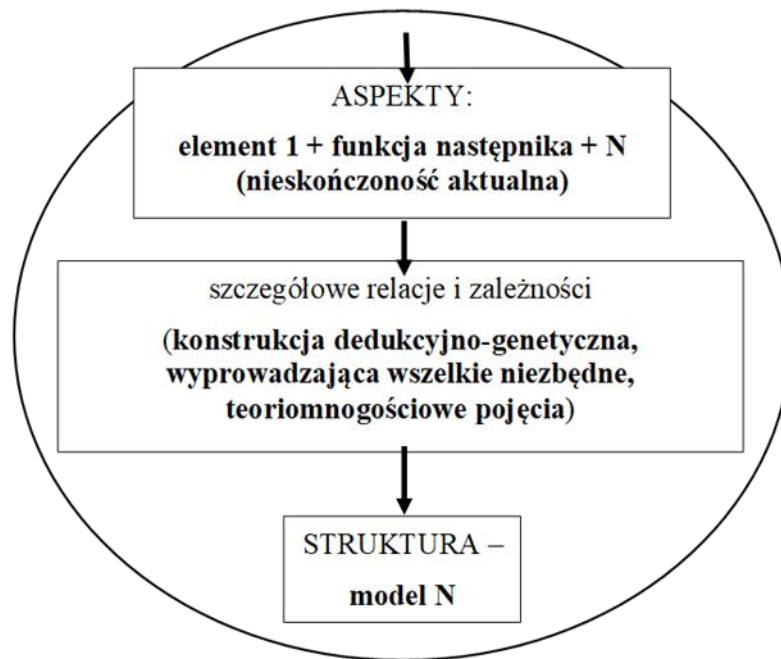 ASPEKTY:
element 1 + funkcja następnika + N
(nieskończoność aktualna)
szczegółowe relacje i zależności
(konstrukcja dedukcyjno-genetyczna,
wyprowadzająca wszelkie niezbędne,
teoriomnogościowe pojęcia)
STRUKTURA –
model N